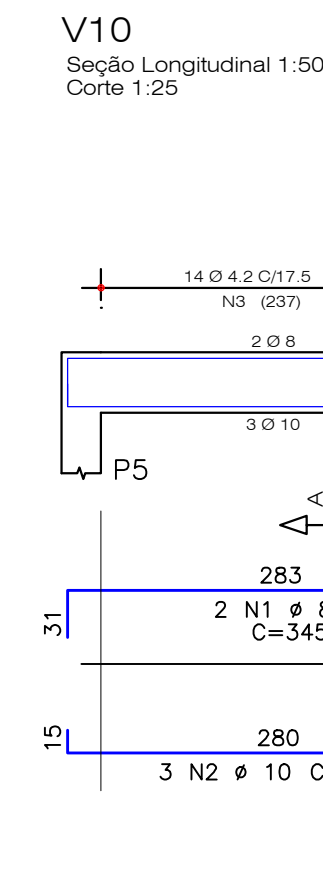 V10
Seção Longitudinal 1:50
Corte 1:25
14 Ø 4.2 C/17.5
N3 (237)
2 Ø 8
3 Ø 10
P5
A
283
31
2 N1 ø 8
C=345
15
280
3 N2 ø 10 C